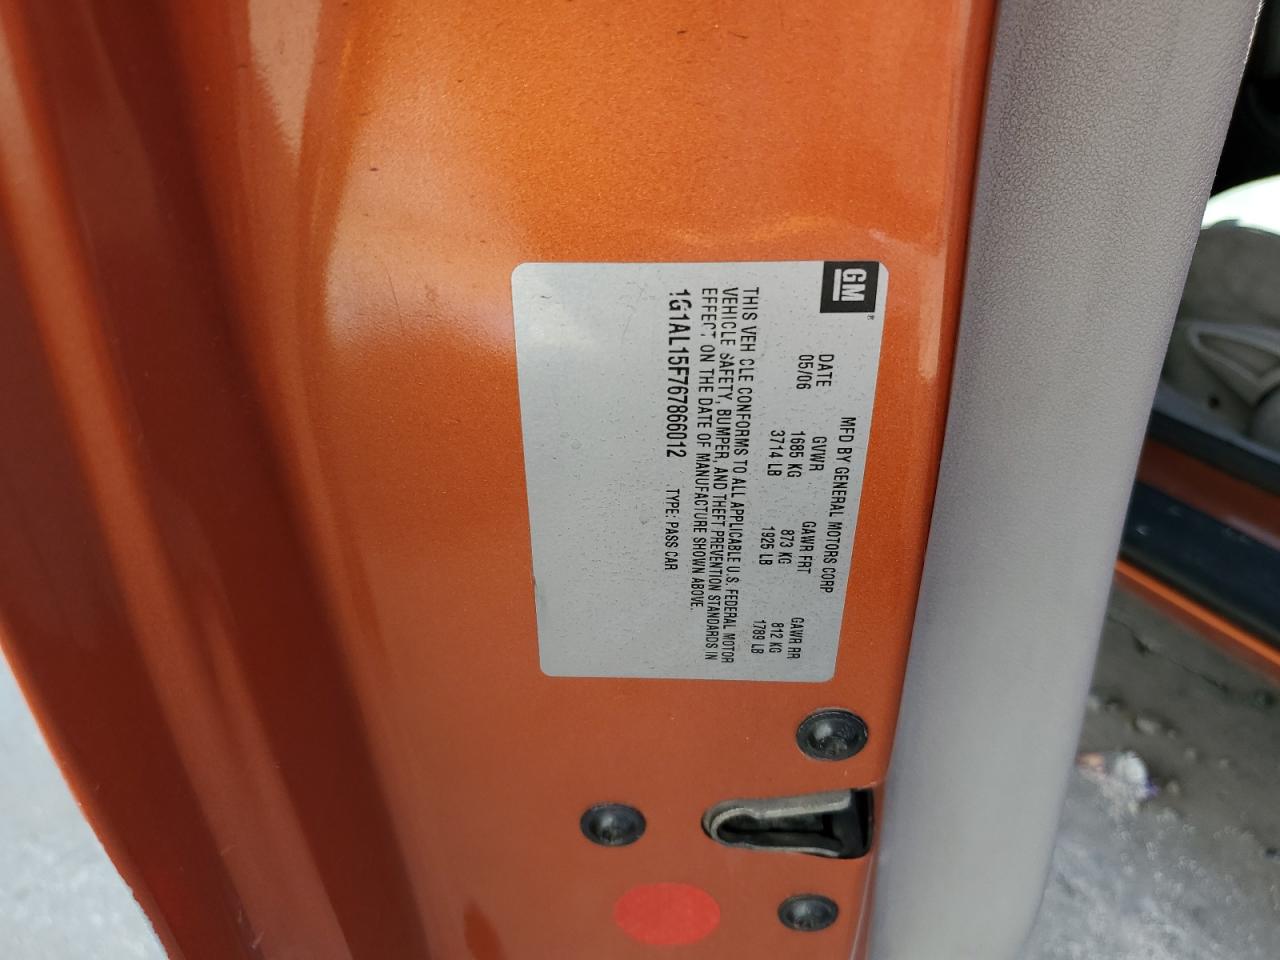 GM®
MFD BY GENERAL MOTORS CORP
DATE GVWR GAWR FRT GAWR RR
05/06 1685 KG 873 KG 812 KG
3714 LB 1925 LB 1789 LB
THIS VEH CLE CONFORMS TO ALL APPLICABLE U.S. FEDERAL MOTOR
VEHICLE SAFETY, BUMPER, AND THEFT PREVENTION STANDARDS IN
EFFECT ON THE DATE OF MANUFACTURE SHOWN ABOVE.
1G1AL15F767866012 TYPE: PASS CAR